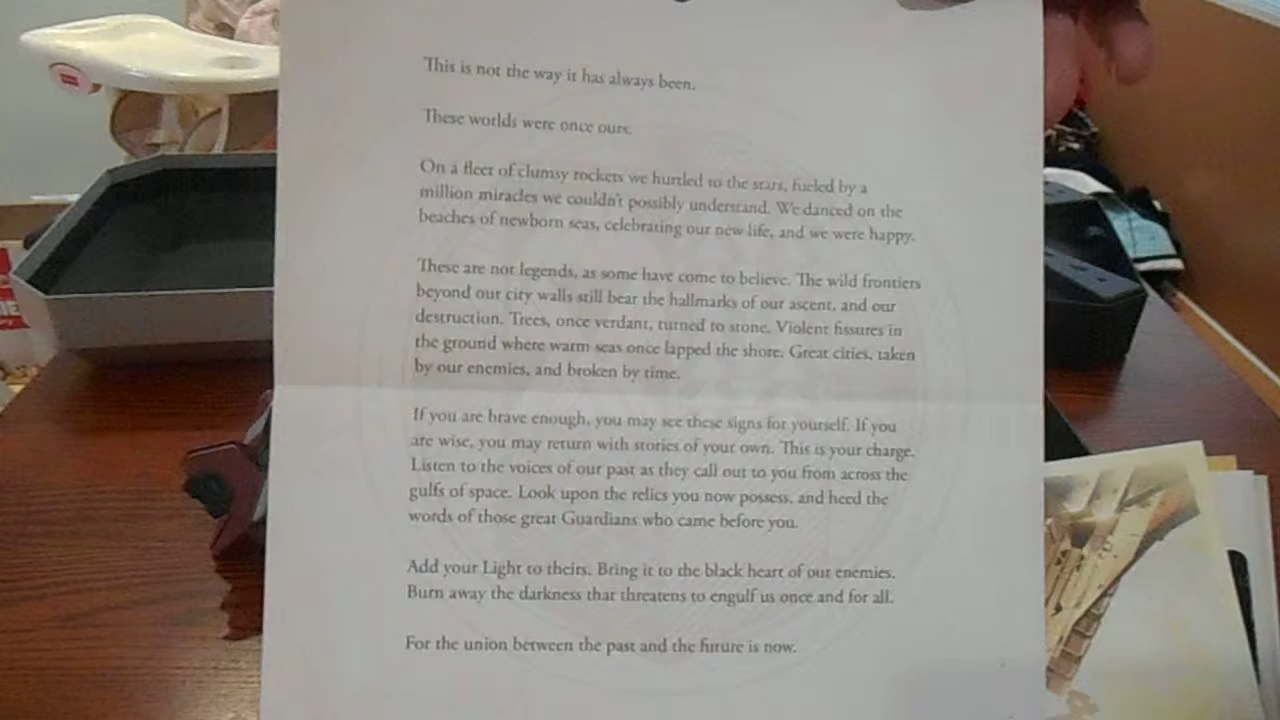 This is not the way it has always been.
These worlds were once ours.
On a fleet of clumsy rockets we hurtled to the stars, fueled by a
million miracles we couldn't possibly understand. We danced on the
beaches of newborn seas, celebrating our new life, and we were happy.
These are not legends, as some have come to believe. The wild frontiers
beyond our city walls still bear the hallmarks of our ascent, and our
destruction. Trees, once verdant, turned to stone. Violent fissures in
the ground where warm seas once lapped the shore. Great cities, taken
by our enemies, and broken by time.
If you are brave enough, you may see these signs for yourself. If you
are wise, you may return with stories of your own. This is your charge.
Listen to the voices of our past as they call out to you from across the
gulfs of space. Look upon the relics you now possess, and heed the
words of those great Guardians who came before you.
Add your Light to theirs. Bring it to the black heart of our enemies.
Burn away the darkness that threatens to engulf us once and for all.
For the union between the past and the future is now.